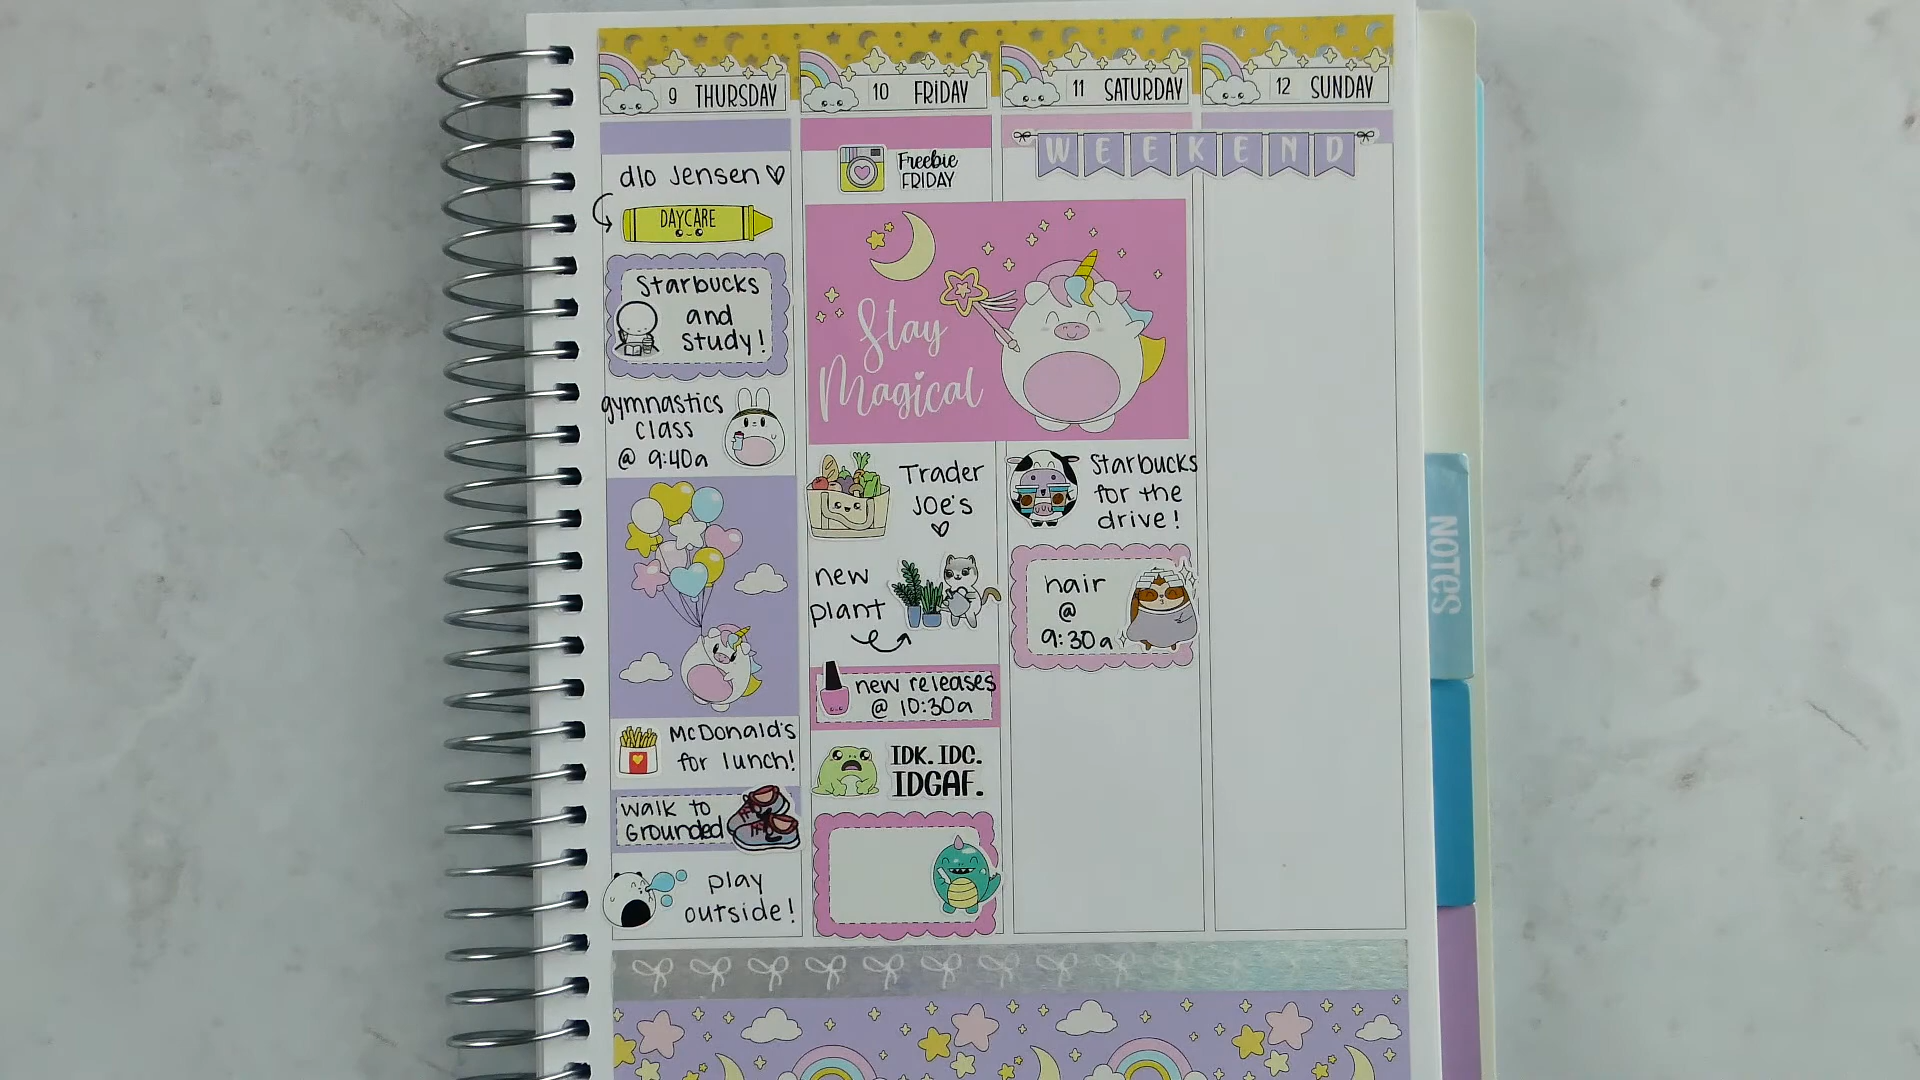 9 THURSDAY
d/o Jensen
DAYCARE
Starbucks
and
study!
gymnastics
class
@ 9:40a
McDonald's
for lunch!
walk to
Grounded
play
outside!
10 FRIDAY
Freebie
FRIDAY
Stay
Magical
Trader
Joe's
new
plant
new releases
@ 10:30a
IDK. IDC.
IDGAF.
11 SATURDAY
WEEKEND
Starbucks
for the
drive!
hair
@
9:30a
12 SUNDAY
NOTES